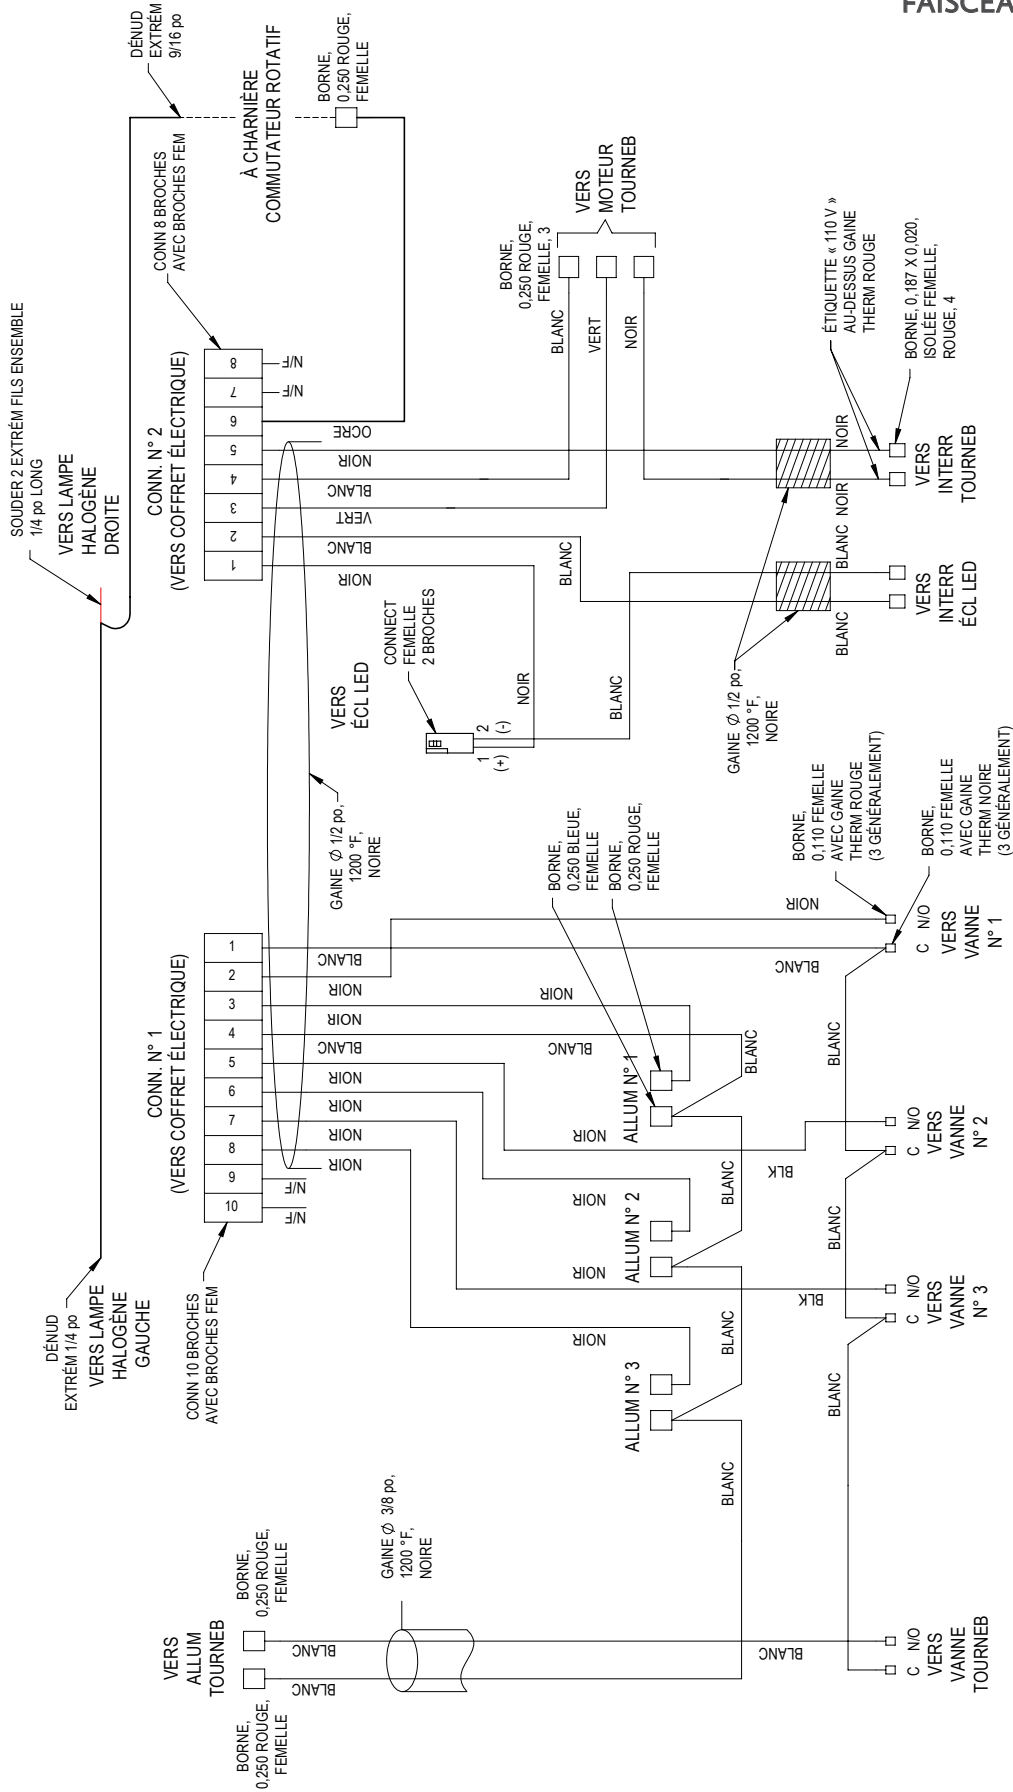 FAISCEA
DÉNUD
EXTRÉM
9/16 po
À CHARNIÈRE
COMMUTATEUR ROTATIF
BORNE,
0,250 ROUGE,
FEMELLE
CONN 8 BROCHES
AVEC BROCHES FEM
SOUDER 2 EXTRÉM FILS ENSEMBLE
1/4 po LONG
VERS LAMPE
HALOGÈNE
DROITE
CONN. N° 2
(VERS COFFRET ÉLECTRIQUE)
8
7
6
5
4
3
2
1
N/F
N/F
OCRE
NOIR
BLANC
VERT
BLANC
NOIR
BORNE,
0,250 ROUGE,
FEMELLE, 3
VERS
MOTEUR
TOURNEB
BLANC
VERT
NOIR
ÉTIQUETTE « 110 V »
AU-DESSUS GAINE
THERM ROUGE
BORNE, 0,187 X 0,020,
ISOLÉE FEMELLE,
ROUGE, 4
NOIR
NOIR
VERS
INTERR
TOURNEB
BLANC
BLANC
BLANC
VERS
INTERR
ÉCL LED
GAINE Ø 1/2 po,
1200 °F,
NOIRE
VERS
ÉCL LED
CONNECT
FEMELLE
2 BROCHES
1
(+)
2
(-)
NOIR
BLANC
GAINE Ø 1/2 po,
1200 °F,
NOIRE
CONN. N° 1
(VERS COFFRET ÉLECTRIQUE)
1
2
3
4
5
6
7
8
9
10
BLANC
NOIR
NOIR
BLANC
NOIR
NOIR
NOIR
NOIR
N/F
N/F
CONN 10 BROCHES
AVEC BROCHES FEM
DÉNUD
EXTRÉM 1/4 po
VERS LAMPE
HALOGÈNE
GAUCHE
BORNE,
0,250 BLEUE,
FEMELLE
BORNE,
0,250 ROUGE,
FEMELLE
NOIR
BLANC
ALLUM N° 1
BLANC
NOIR
NOIR
ALLUM N° 2
BLANC
NOIR
NOIR
ALLUM N° 3
BLANC
BLANC
BORNE,
0,110 FEMELLE
AVEC GAINE
THERM ROUGE
(3 GÉNÉRALEMENT)
BORNE,
0,110 FEMELLE
AVEC GAINE
THERM NOIRE
(3 GÉNÉRALEMENT)
NOIR
BLANC
C N/O
VERS
VANNE
N° 1
BLANC
BLK
C N/O
VERS
VANNE
N° 2
BLANC
BLK
C N/O
VERS
VANNE
N° 3
BLANC
VERS
ALLUM
TOURNEB
BORNE,
0,250 ROUGE,
FEMELLE
BORNE,
0,250 ROUGE,
FEMELLE
BLANC
BLANC
GAINE Ø 3/8 po,
1200 °F,
NOIRE
BLANC
C N/O
VERS
VANNE
TOURNEB